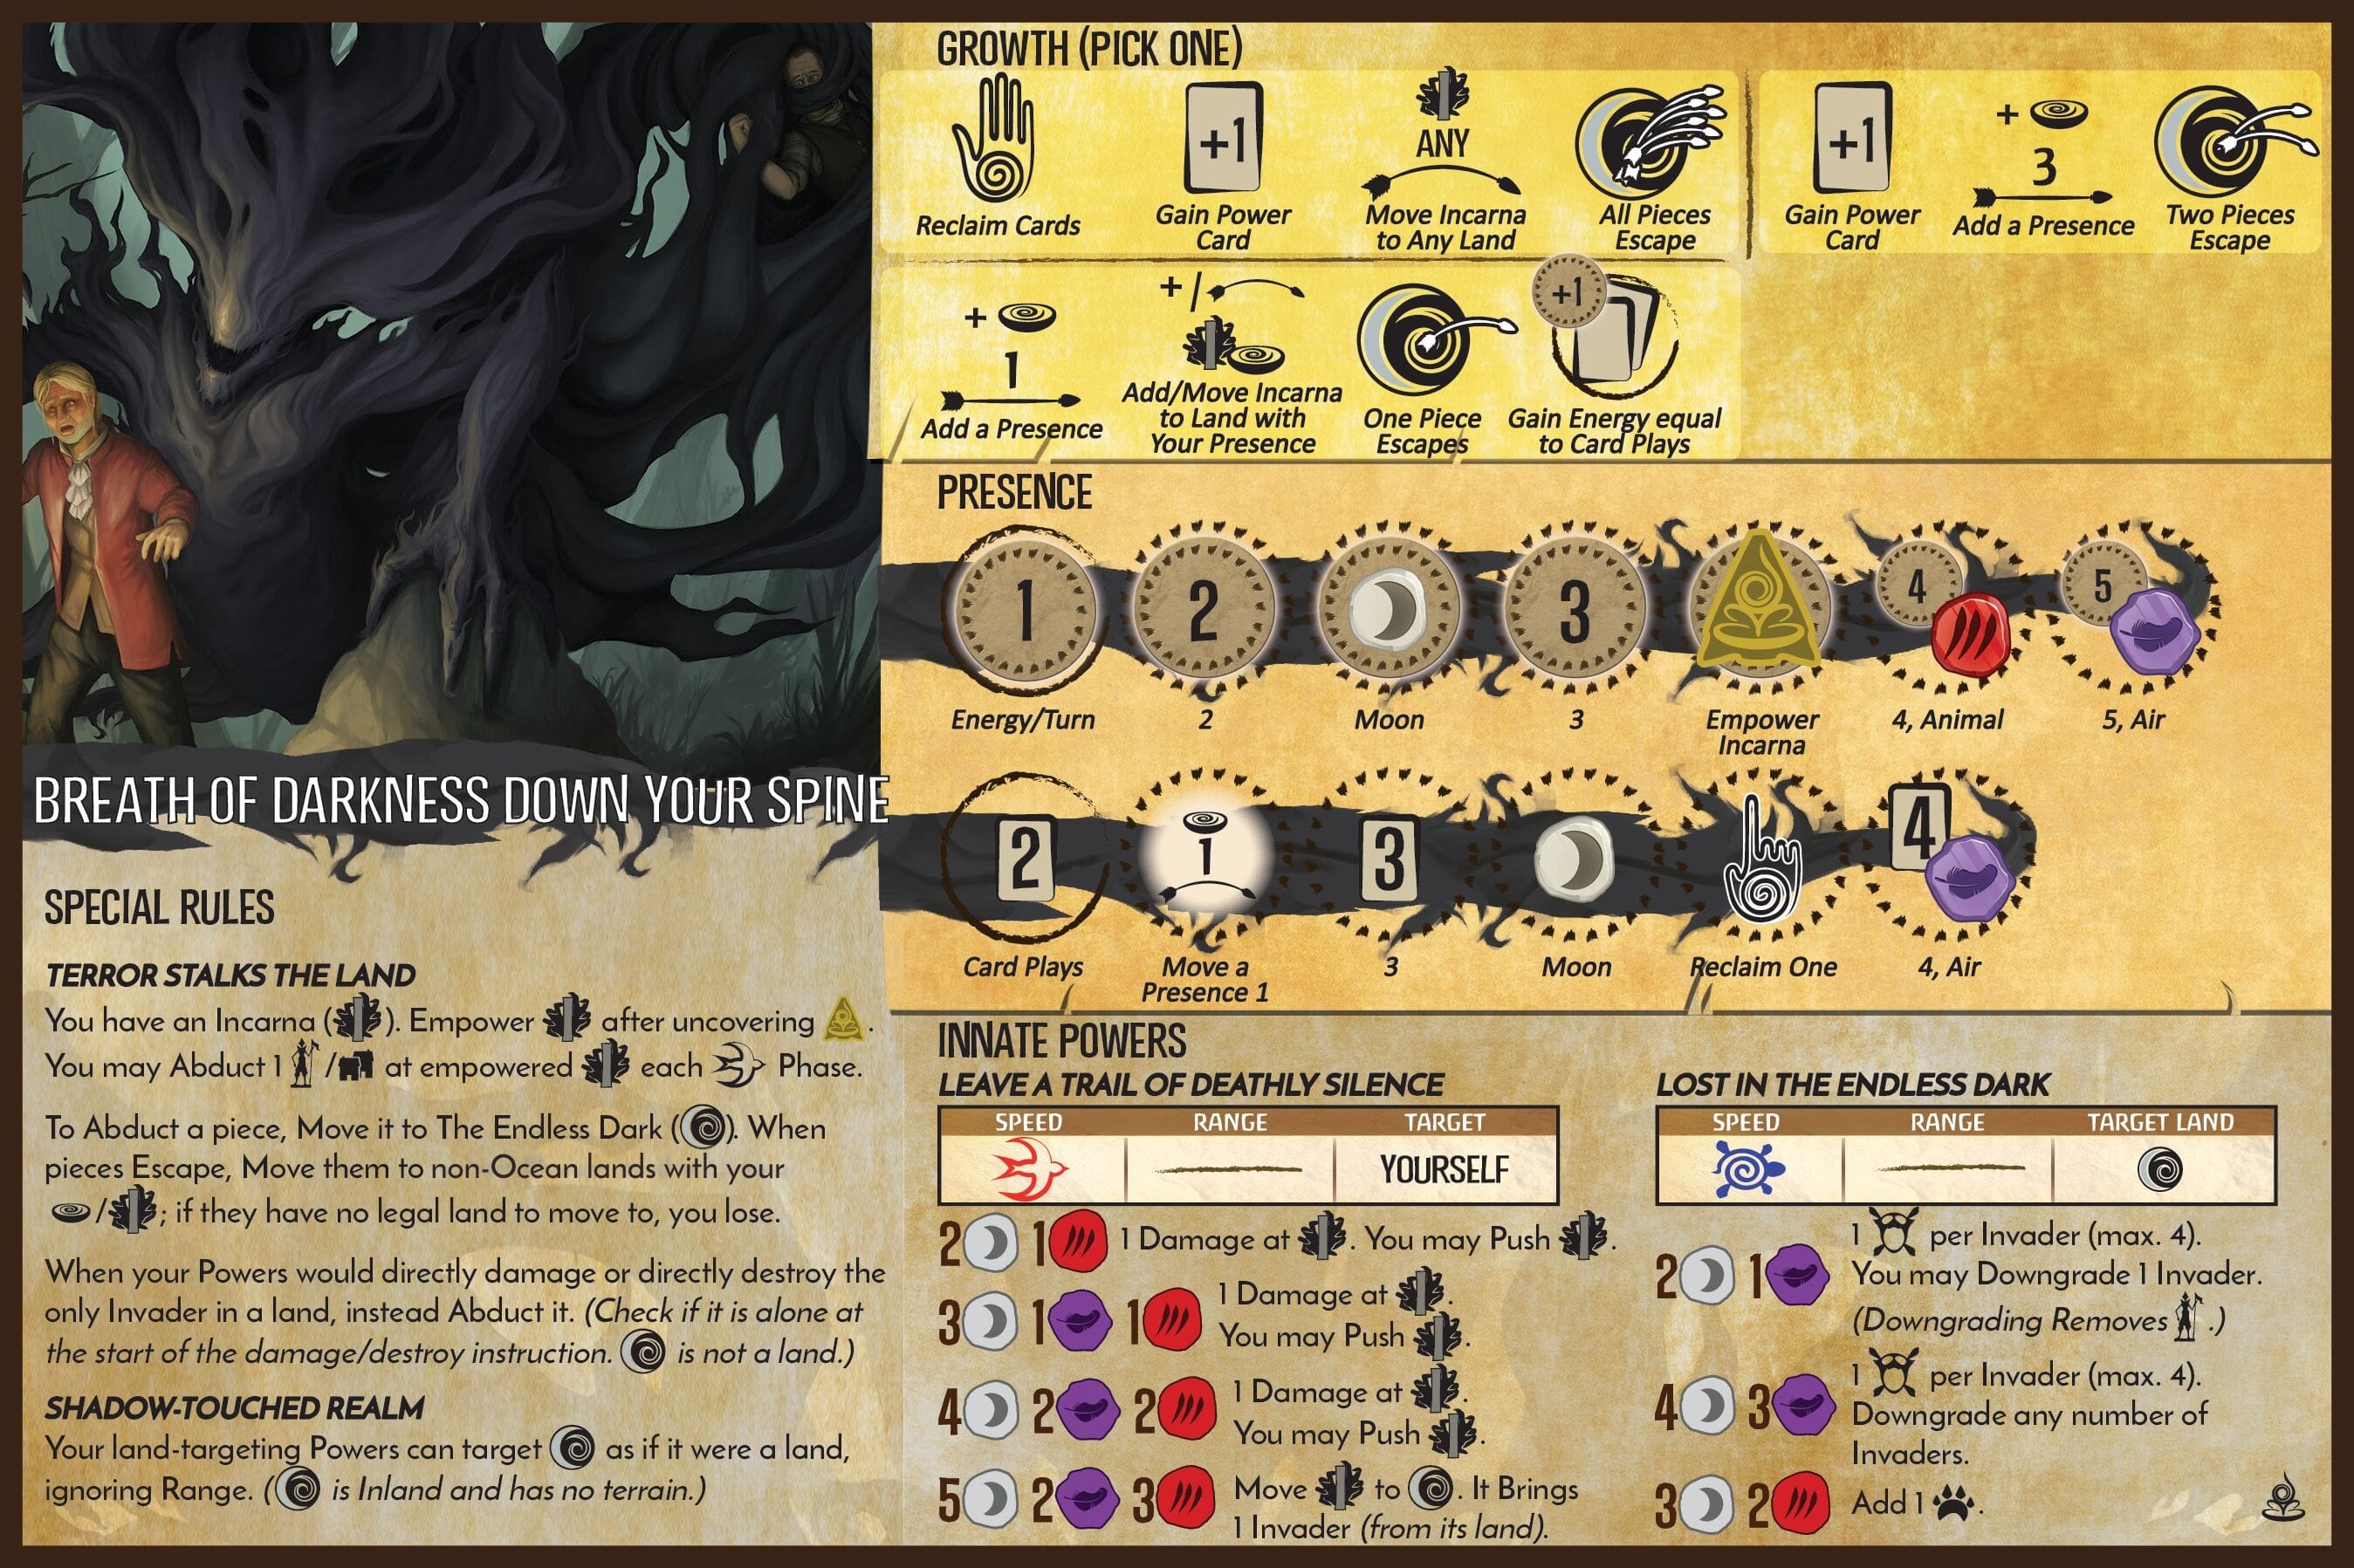 GROWTH (PICK ONE)
+1
ANY
+1
+
3
Reclaim Cards
Gain Power
Card
Move Incarna
to Any Land
All Pieces
Escape
Gain Power
Card
Add a Presence
Two Pieces
Escape
+
1
+/
+1
Add a Presence
Add/Move Incarna
to Land with
Your Presence
One Piece
Escapes
Gain Energy equal
to Card Plays
PRESENCE
1
2
3
4
5
Energy/Turn
2
Moon
3
Empower
Incarna
4, Animal
5, Air
2
1
3
4
Card Plays
Move a
Presence 1
3
Moon
Reclaim One
4, Air
BREATH OF DARKNESS DOWN YOUR SPINE
SPECIAL RULES
TERROR STALKS THE LAND
You have an Incarna ( ). Empower after uncovering .
You may Abduct 1 / at empowered each Phase.
To Abduct a piece, Move it to The Endless Dark ( ). When
pieces Escape, Move them to non-Ocean lands with your
/ ; if they have no legal land to move to, you lose.
When your Powers would directly damage or directly destroy the
only Invader in a land, instead Abduct it. (Check if it is alone at
the start of the damage/destroy instruction. is not a land.)
SHADOW-TOUCHED REALM
Your land-targeting Powers can target as if it were a land,
ignoring Range. ( is Inland and has no terrain.)
INNATE POWERS
LEAVE A TRAIL OF DEATHLY SILENCE
SPEED RANGE TARGET
YOURSELF
2 1 1 Damage at . You may Push .
3 1 1 1 Damage at .
You may Push .
4 2 2 1 Damage at .
You may Push .
5 2 3 Move to . It Brings
1 Invader (from its land).
LOST IN THE ENDLESS DARK
SPEED RANGE TARGET LAND
2 1 1 per Invader (max. 4).
You may Downgrade 1 Invader.
(Downgrading Removes .)
4 3 1 per Invader (max. 4).
Downgrade any number of
Invaders.
3 2 Add 1 .